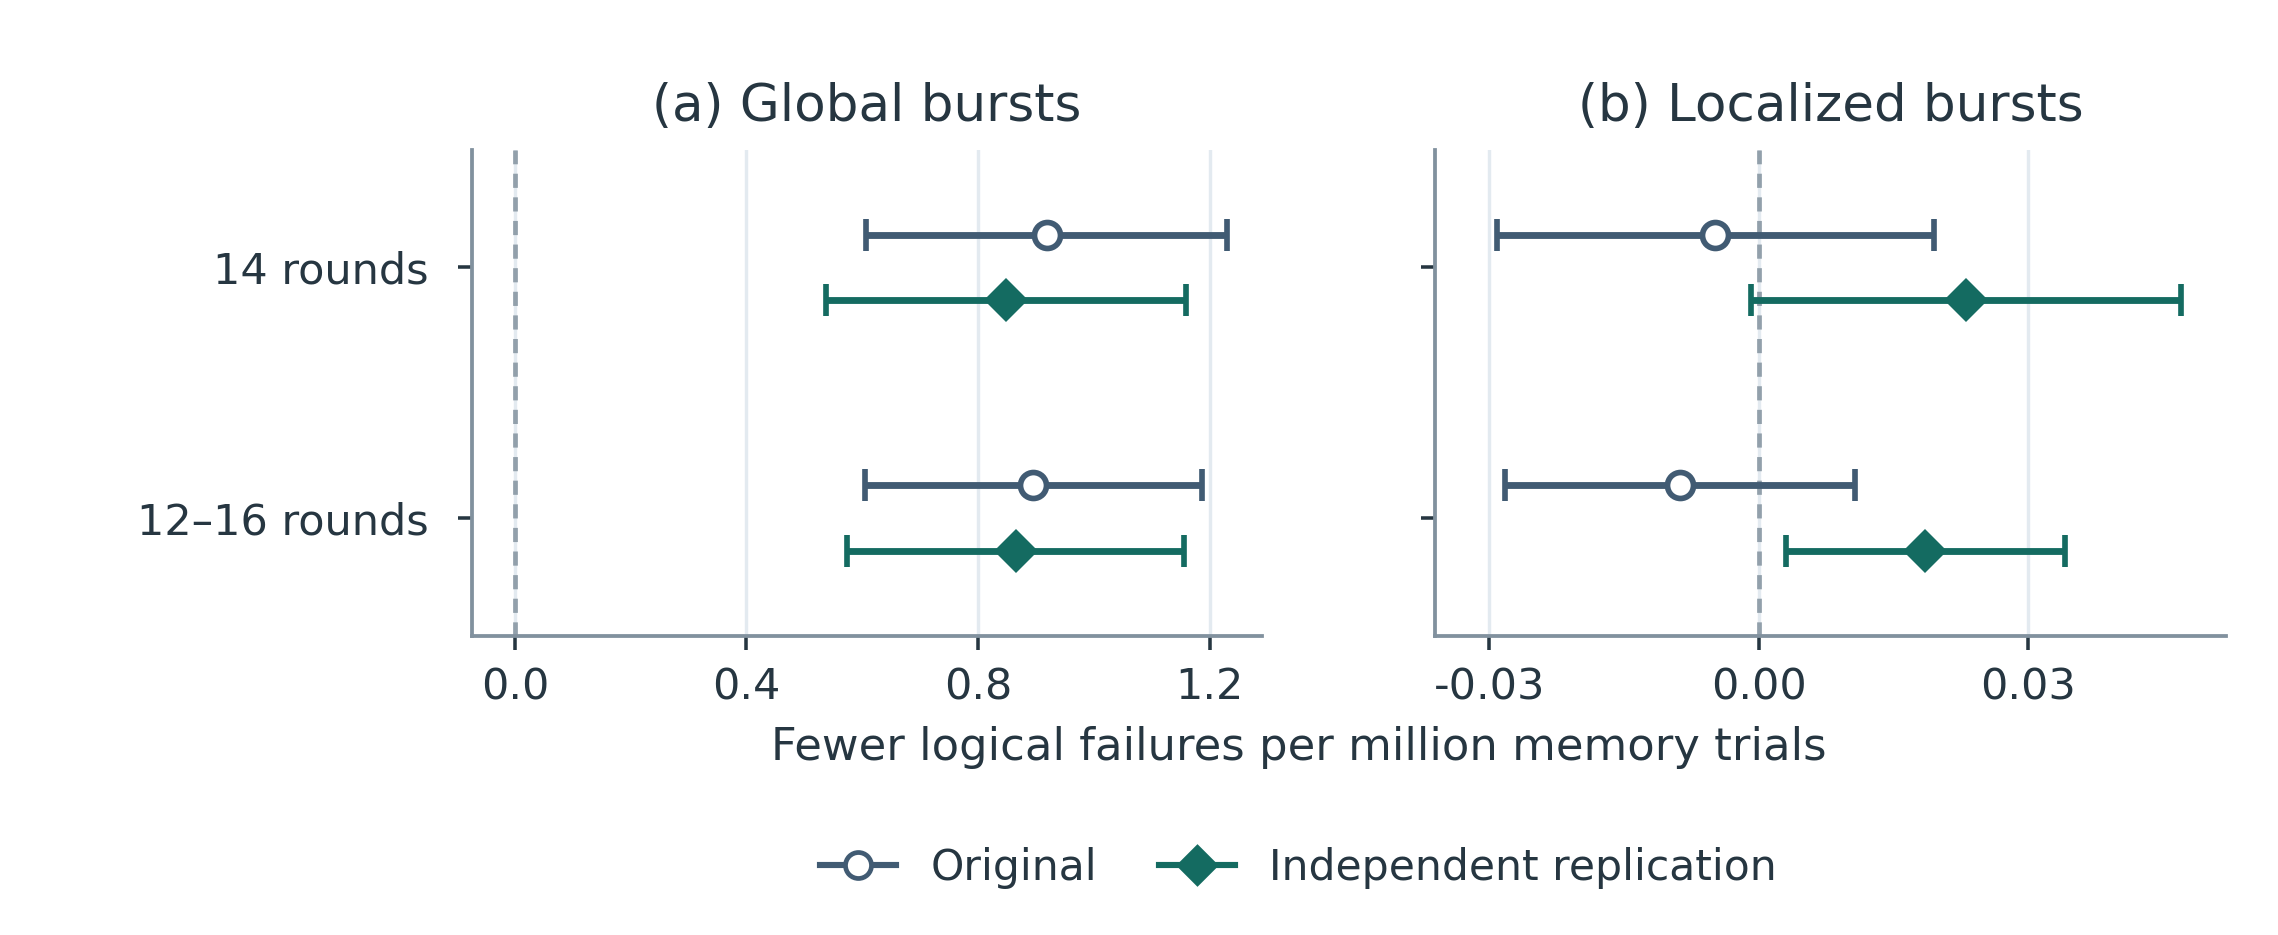 (a) Global bursts
(b) Localized bursts
14 rounds
12–16 rounds
0.0 0.4 0.8 1.2
-0.03 0.00 0.03
Fewer logical failures per million memory trials
Original Independent replication